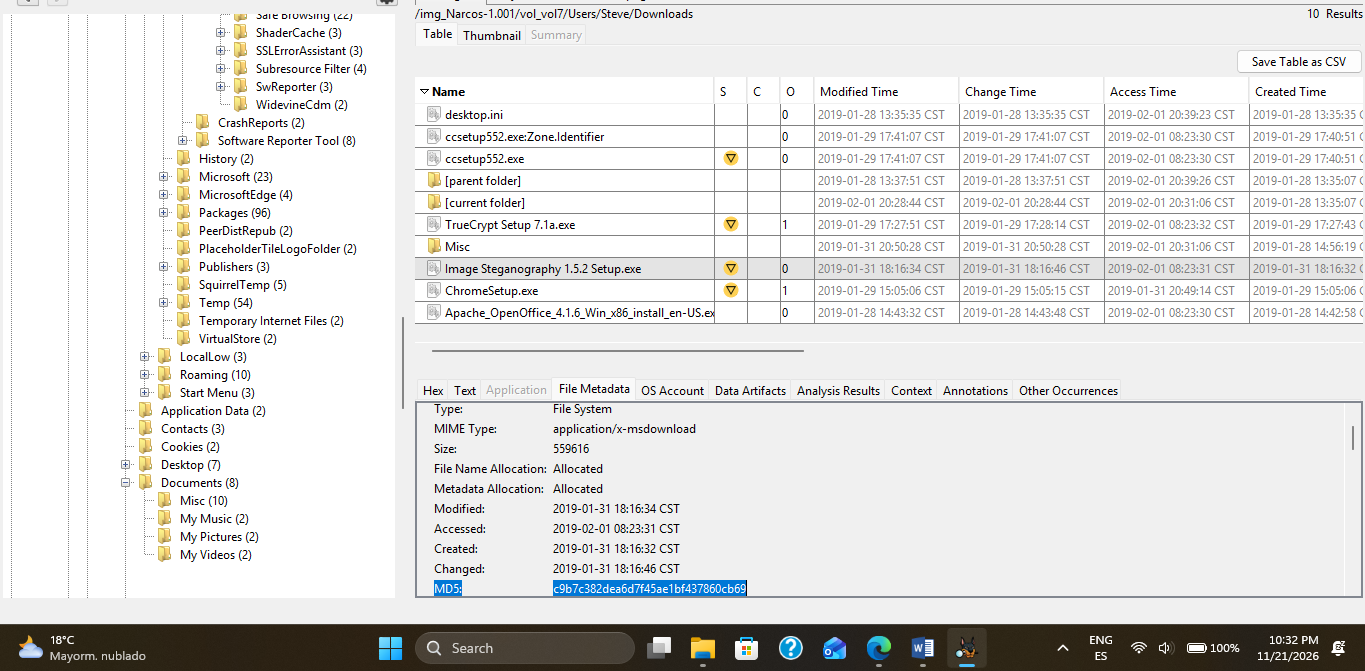 Safe Browsing (22)
ShaderCache (3)
SSLErrorAssistant (3)
Subresource Filter (4)
SwReporter (3)
WidevineCdm (2)
CrashReports (2)
Software Reporter Tool (8)
History (2)
Microsoft (23)
MicrosoftEdge (4)
Packages (96)
PeerDistRepub (2)
PlaceholderTileLogoFolder (2)
Publishers (3)
SquirrelTemp (5)
Temp (54)
Temporary Internet Files (2)
VirtualStore (2)
LocalLow (3)
Roaming (10)
Start Menu (3)
Application Data (2)
Contacts (3)
Cookies (2)
Desktop (7)
Documents (8)
Misc (10)
My Music (2)
My Pictures (2)
My Videos (2)
/img_Narcos-1.001/vol_vol7/Users/Steve/Downloads 10 Results
Table Thumbnail Summary
Save Table as CSV
Name S C O Modified Time Change Time Access Time Created Time
desktop.ini 0 2019-01-28 13:35:35 CST 2019-01-28 13:35:35 CST 2019-02-01 20:39:23 CST 2019-01-28 13:35:35 C
ccsetup552.exe:Zone.Identifier 0 2019-01-29 17:41:07 CST 2019-01-29 17:41:07 CST 2019-02-01 08:23:30 CST 2019-01-29 17:40:51 C
ccsetup552.exe 0 2019-01-29 17:41:07 CST 2019-01-29 17:41:07 CST 2019-02-01 08:23:30 CST 2019-01-29 17:40:51 C
[parent folder] 2019-01-28 13:37:51 CST 2019-01-28 13:37:51 CST 2019-02-01 20:39:26 CST 2019-01-28 13:35:07 C
[current folder] 2019-02-01 20:28:44 CST 2019-02-01 20:28:44 CST 2019-02-01 20:31:06 CST 2019-01-28 13:35:07 C
TrueCrypt Setup 7.1a.exe 1 2019-01-29 17:27:51 CST 2019-01-29 17:28:14 CST 2019-02-01 08:23:32 CST 2019-01-29 17:27:43 C
Misc 2019-01-31 20:50:28 CST 2019-01-31 20:50:28 CST 2019-02-01 20:31:06 CST 2019-01-28 14:56:19 C
Image Steganography 1.5.2 Setup.exe 0 2019-01-31 18:16:34 CST 2019-01-31 18:16:46 CST 2019-02-01 08:23:31 CST 2019-01-31 18:16:32 C
ChromeSetup.exe 1 2019-01-29 15:05:06 CST 2019-01-29 15:05:15 CST 2019-01-31 20:49:14 CST 2019-01-29 15:05:06 C
Apache_OpenOffice_4.1.6_Win_x86_install_en-US.ex 0 2019-01-28 14:43:32 CST 2019-01-28 14:43:48 CST 2019-02-01 08:23:30 CST 2019-01-28 14:42:58 C
Hex Text Application File Metadata OS Account Data Artifacts Analysis Results Context Annotations Other Occurrences
Type: File System
MIME Type: application/x-msdownload
Size: 559616
File Name Allocation: Allocated
Metadata Allocation: Allocated
Modified: 2019-01-31 18:16:34 CST
Accessed: 2019-02-01 08:23:31 CST
Created: 2019-01-31 18:16:32 CST
Changed: 2019-01-31 18:16:46 CST
MD5: c9b7c382dea6d7f45ae1bf437860cb69
18°C
Mayorm. nublado
Search
ENG
ES
100%
10:32 PM
11/21/2026